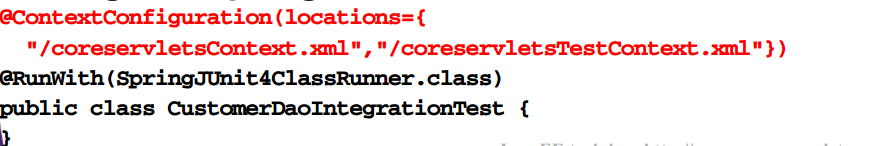 @ContextConfiguration(locations={
"/coreservletsContext.xml","/coreservletsTestContext.xml"})
@RunWith(SpringJUnit4ClassRunner.class)
public class CustomerDaoIntegrationTest {
}